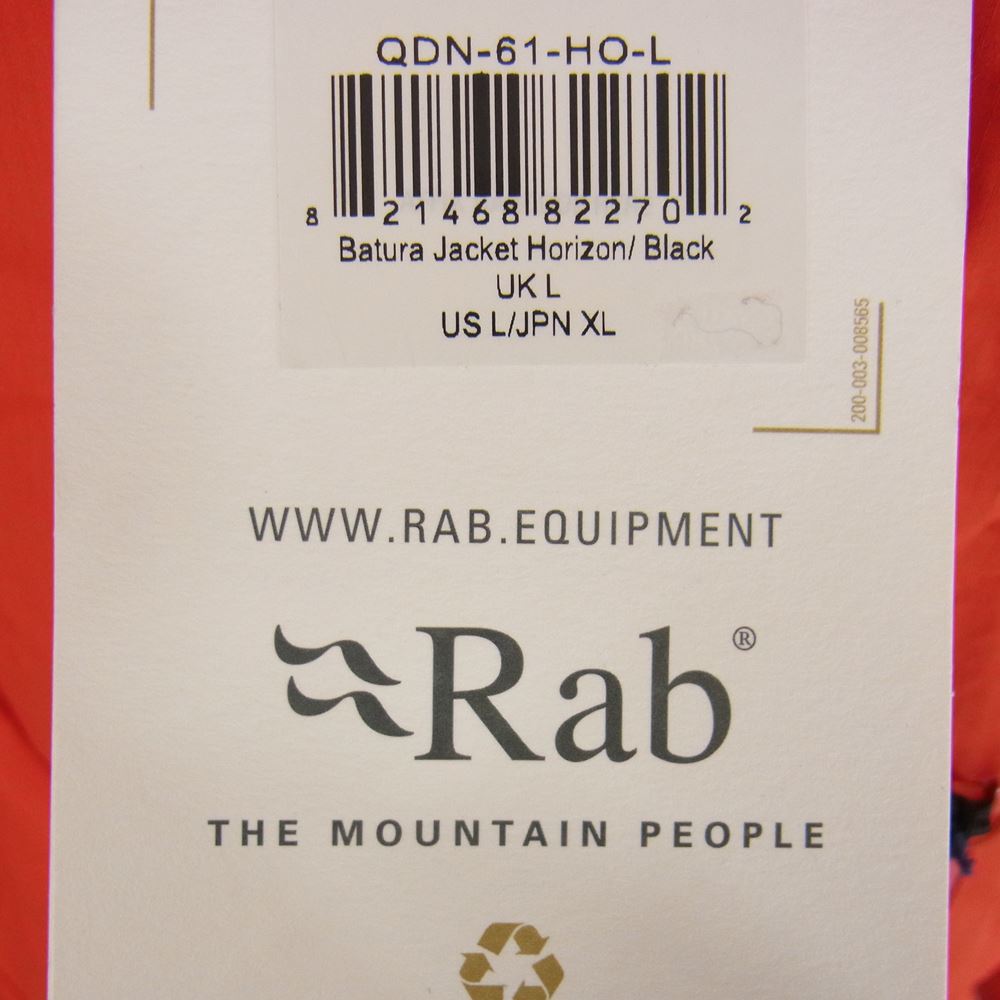 QDN-61-HO-L
8 21468 82270 2
Batura Jacket Horizon/ Black
UK L
US L/JPN XL
200-003-008565
WWW.RAB.EQUIPMENT
Rab®
THE MOUNTAIN PEOPLE